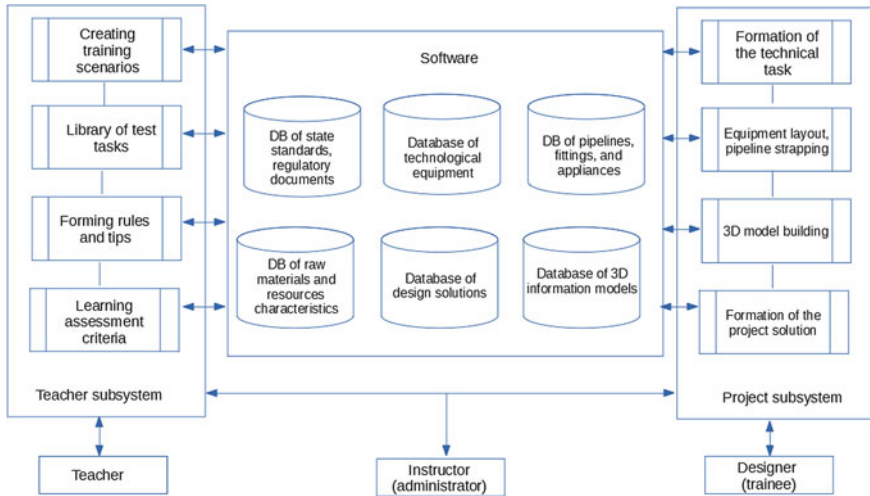 Creating
training
scenarios
Library of test
tasks
Forming rules
and tips
Learning
assessment
criteria
Teacher subsystem
Teacher
Software
DB of state
standards,
regulatory
documents
Database of
technological
equipment
DB of pipelines,
fittings, and
appliances
DB of raw
materials and
resources
characteristics
Database of
design solutions
Database of 3D
information models
Instructor
(administrator)
Formation of
the technical
task
Equipment layout,
pipeline strapping
3D model building
Formation of the
project solution
Project subsystem
Designer
(trainee)